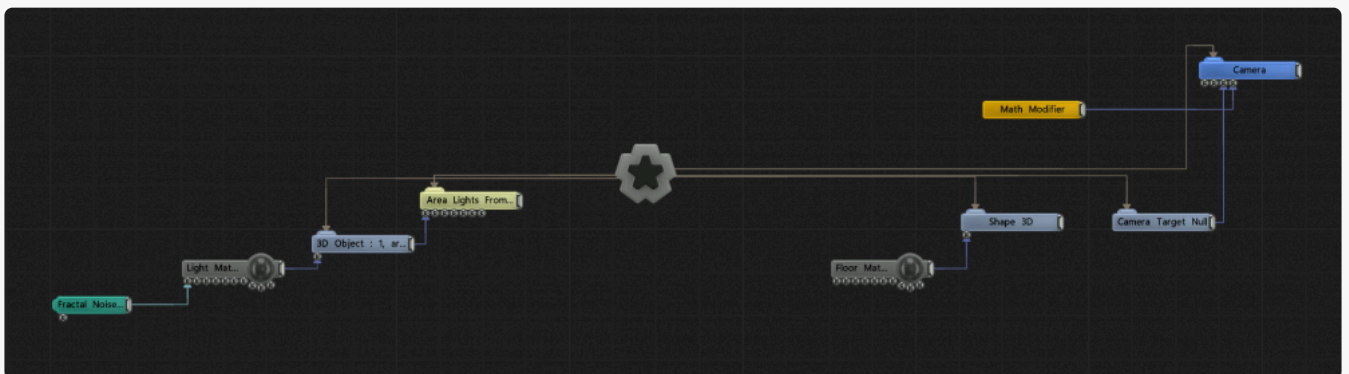 Camera
Math Modifier
Area Lights From...
3D Object : 1, ar...
Shape 3D
Camera Target Null
Light Mat...
Floor Mat...
Fractal Noise...